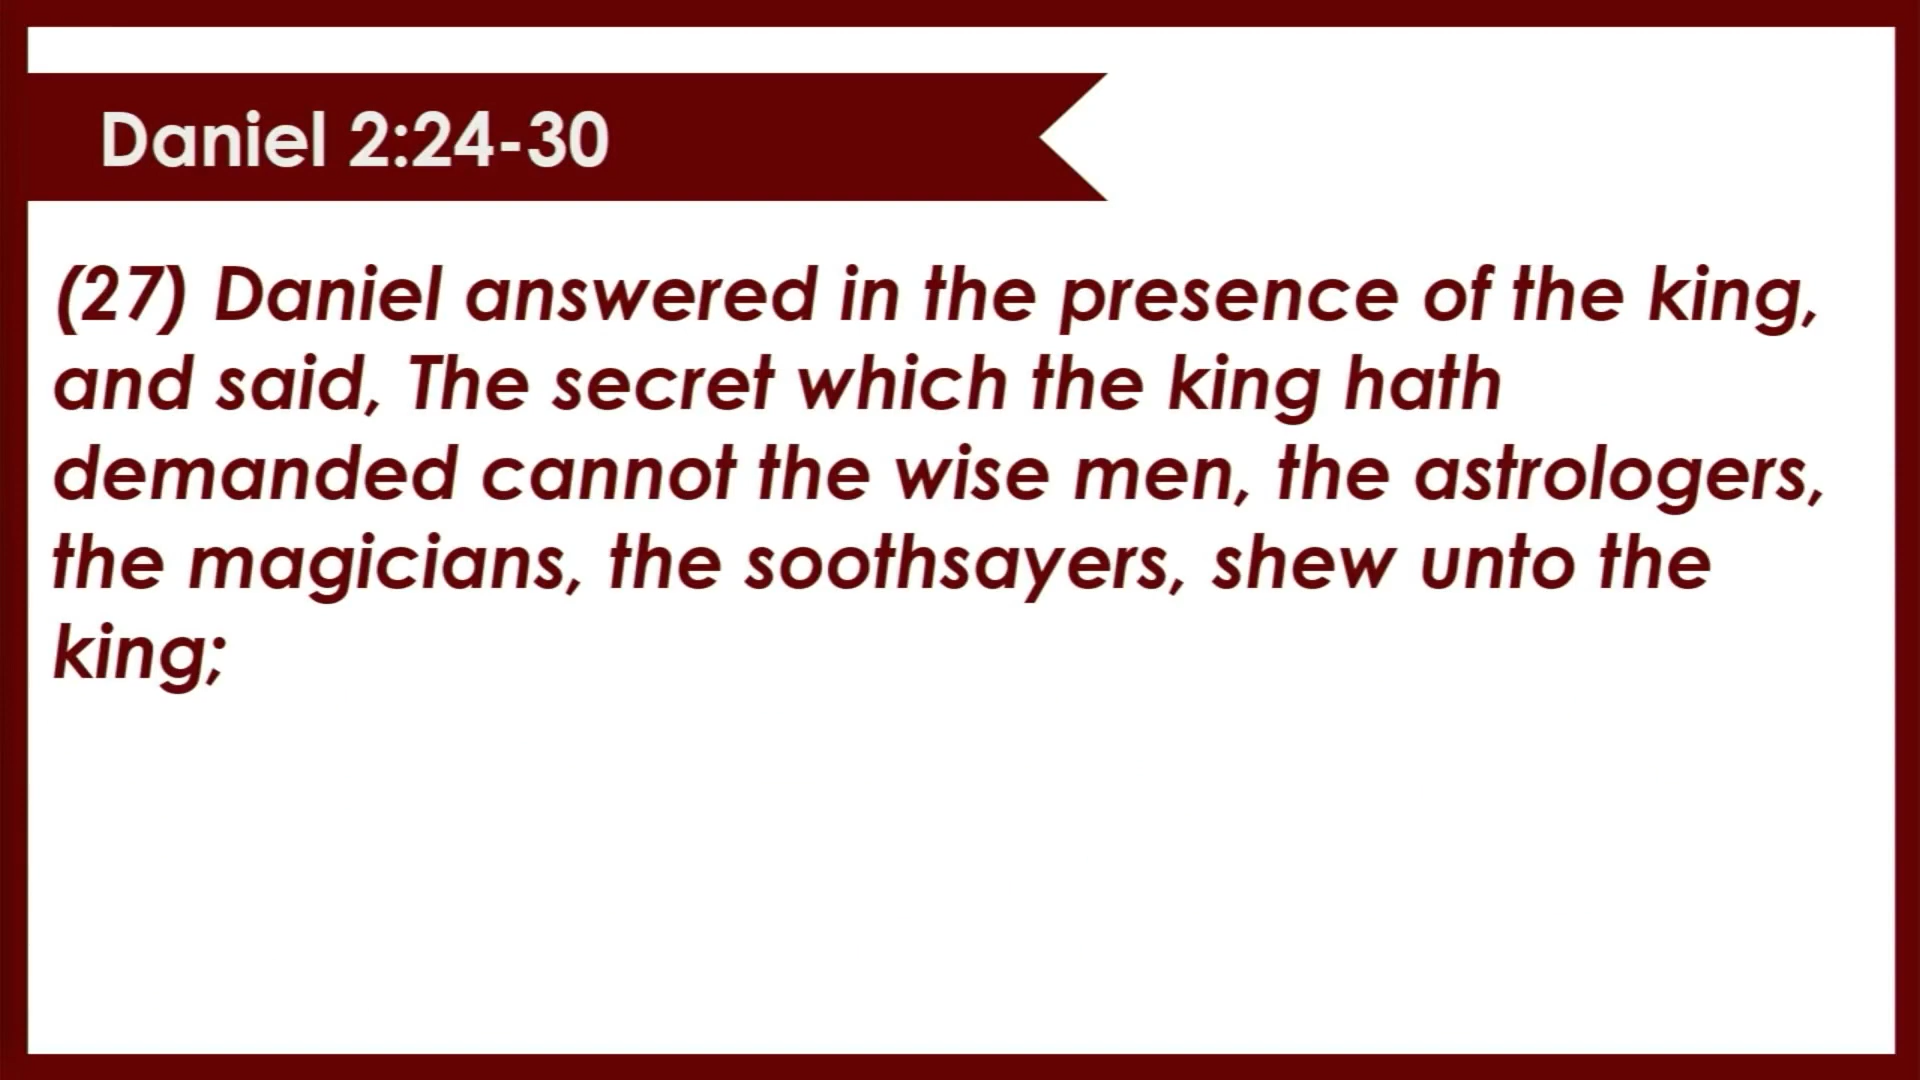 Daniel 2:24-30
(27) Daniel answered in the presence of the king,
and said, The secret which the king hath
demanded cannot the wise men, the astrologers,
the magicians, the soothsayers, shew unto the
king;